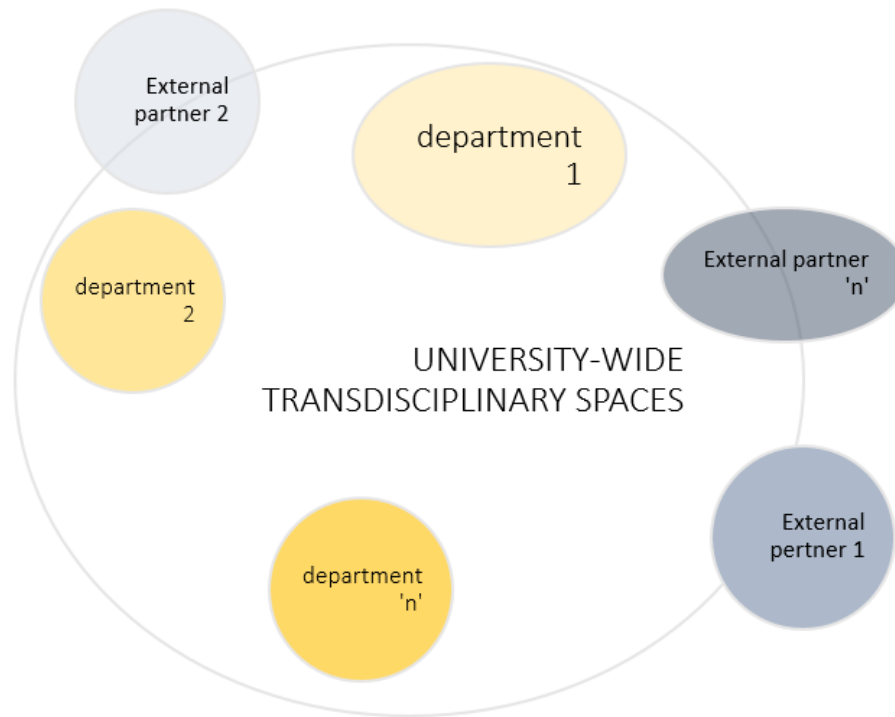 External
partner 2
department
1
External partner
'n'
department
2
UNIVERSITY-WIDE
TRANSDISCIPLINARY SPACES
External
pertner 1
department
'n'